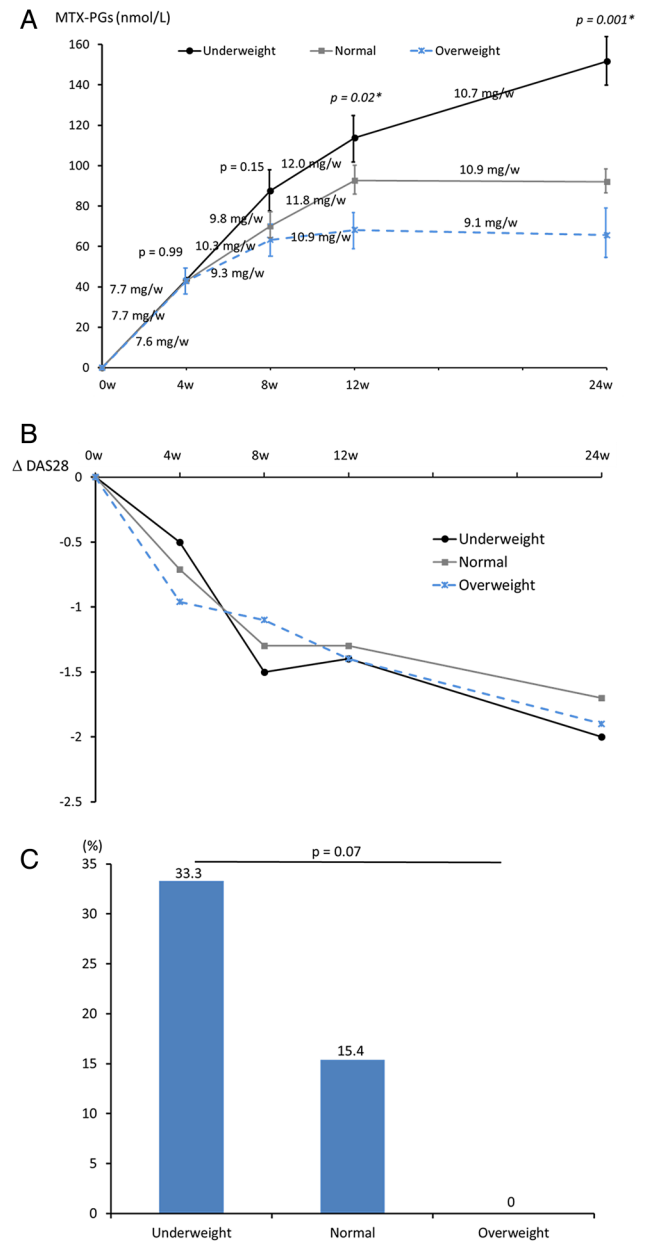 A
MTX-PGs (nmol/L)
p = 0.001*
160
Underweight
Normal
Overweight
140
10.7 mg/w
p = 0.02*
120
100
p = 0.15
12.0 mg/w
10.9 mg/w
80
11.8 mg/w
9.8 mg/w
9.1 mg/w
60
p = 0.99
10.3 mg/w
10.9 mg/w
9.3 mg/w
40
7.7 mg/w
7.7 mg/w
20
7.6 mg/w
0
0w
4w
8w
12w
24w
B
0w
4w
8w
12w
24w
Δ DAS28
0
-0.5
Underweight
Normal
Overweight
-1
-1.5
-2
-2.5
C
(%)
p = 0.07
35
33.3
30
25
20
15
15.4
10
5
0
0
Underweight
Normal
Overweight